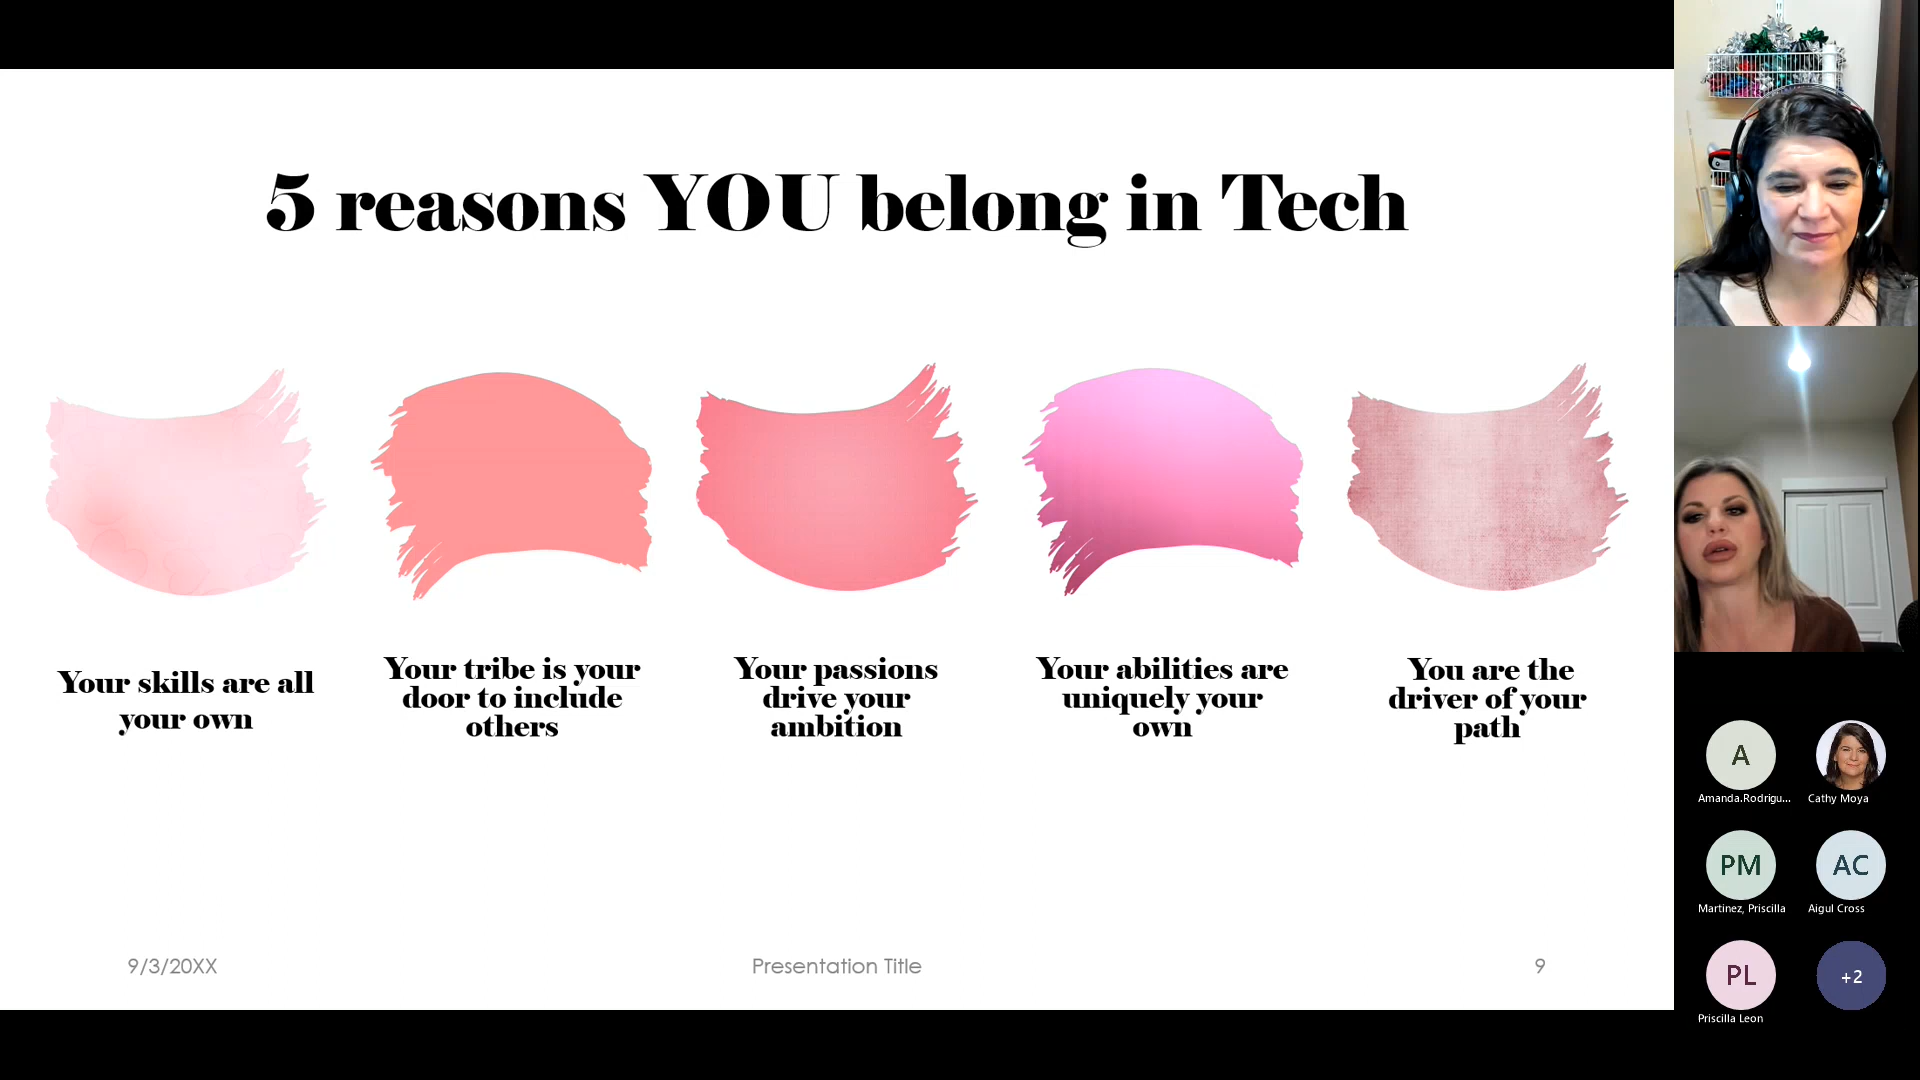 5 reasons YOU belong in Tech
Your skills are all
your own
Your tribe is your
door to include
others
Your passions
drive your
ambition
Your abilities are
uniquely your
own
You are the
driver of your
path
9/3/20XX
Presentation Title
9
A
Amanda.Rodrigu...
Cathy Moya
PM
Martinez, Priscilla
AC
Aigul Cross
PL
Priscilla Leon
+2